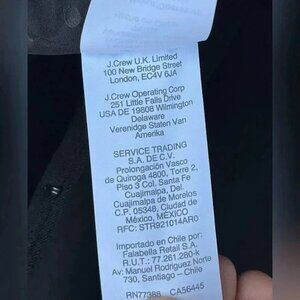 J.Crew U.K. Limited
100 New Bridge Street
London, EC4V 6JA
J.Crew Operating Corp
251 Little Falls Drive
USA DE 19808 Wilmington
Delaware
Verenidge Staten Van
Amerika
SERVICE TRADING
S.A. DE C.V.
Prolongación Vasco
de Quiroga 4800, Torre 2,
Piso 3 Col. Santa Fe
Cuajimalpa, Del.
Cuajimalpa de Morelos
C.P. 05348, Ciudad de
México, MÉXICO
RFC: STR921014AR0
Importado en Chile por:
Falabella Retail S.A.
R.U.T.: 77.261.280-k
Av: Manuel Rodriguez Norte
730, Santiago – Chile
RN77388 CA56445